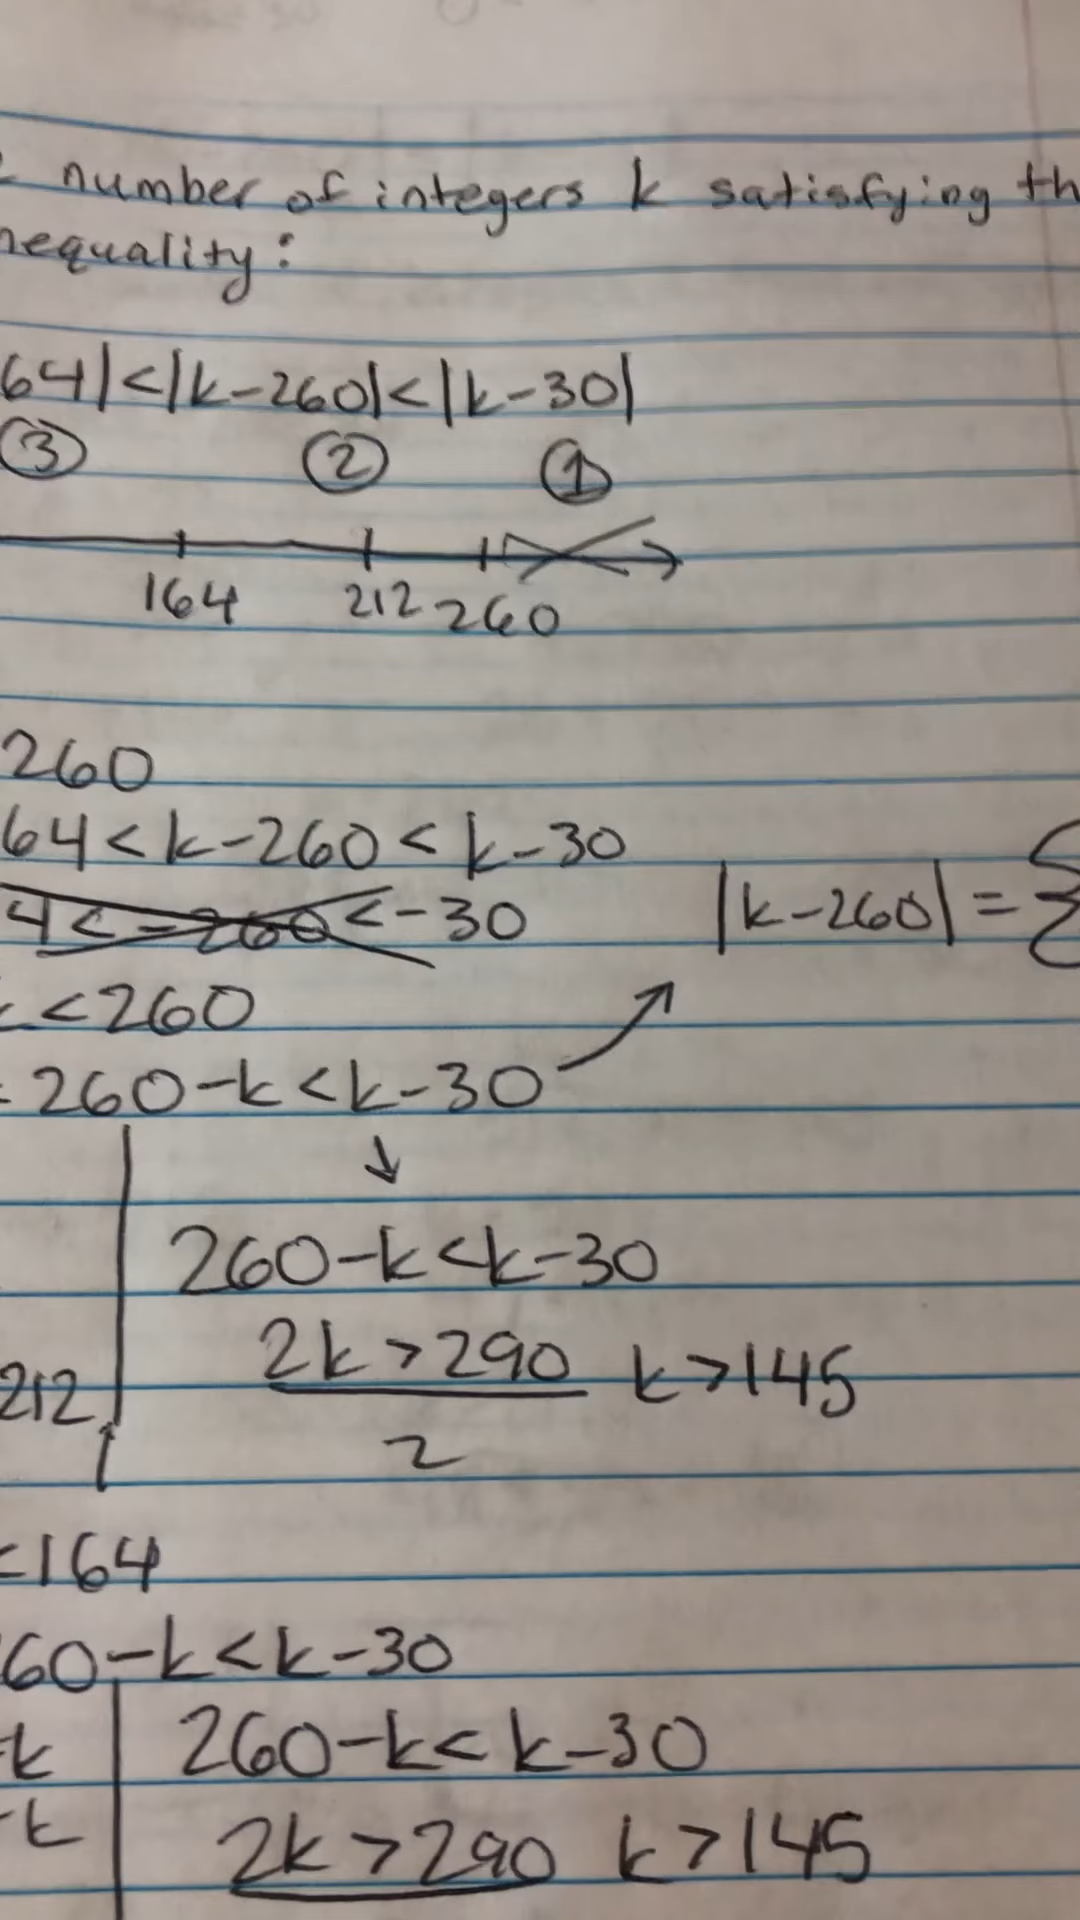 number of integers k satisfying th
nequality:
64|<|k-260|<|k-30|
③ ② ①
164 212 260
260
64<k-260<k-30
4<-260<-30
|k-260|=
<260
260-k<k-30
260-k<k-30
2k>290 k>145
212
2
<164
60-k<k-30
-k 260-k<k-30
-k 2k>290 k>145